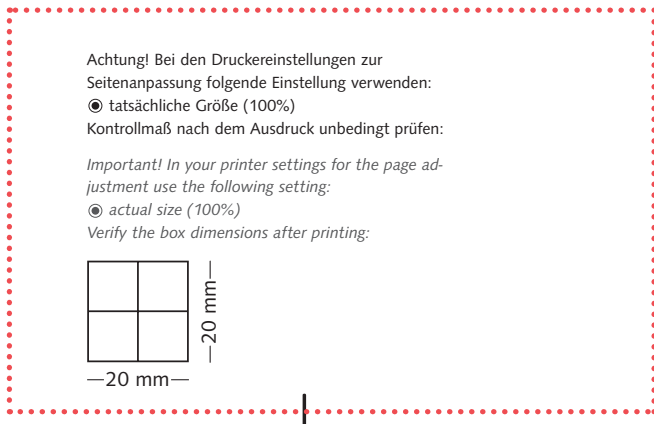 Achtung! Bei den Druckereinstellungen zur
Seitenanpassung folgende Einstellung verwenden:
tatsächliche Größe (100%)
Kontrollmaß nach dem Ausdruck unbedingt prüfen:
Important! In your printer settings for the page ad-
justment use the following setting:
actual size (100%)
Verify the box dimensions after printing:
—20 mm—
—20 mm—